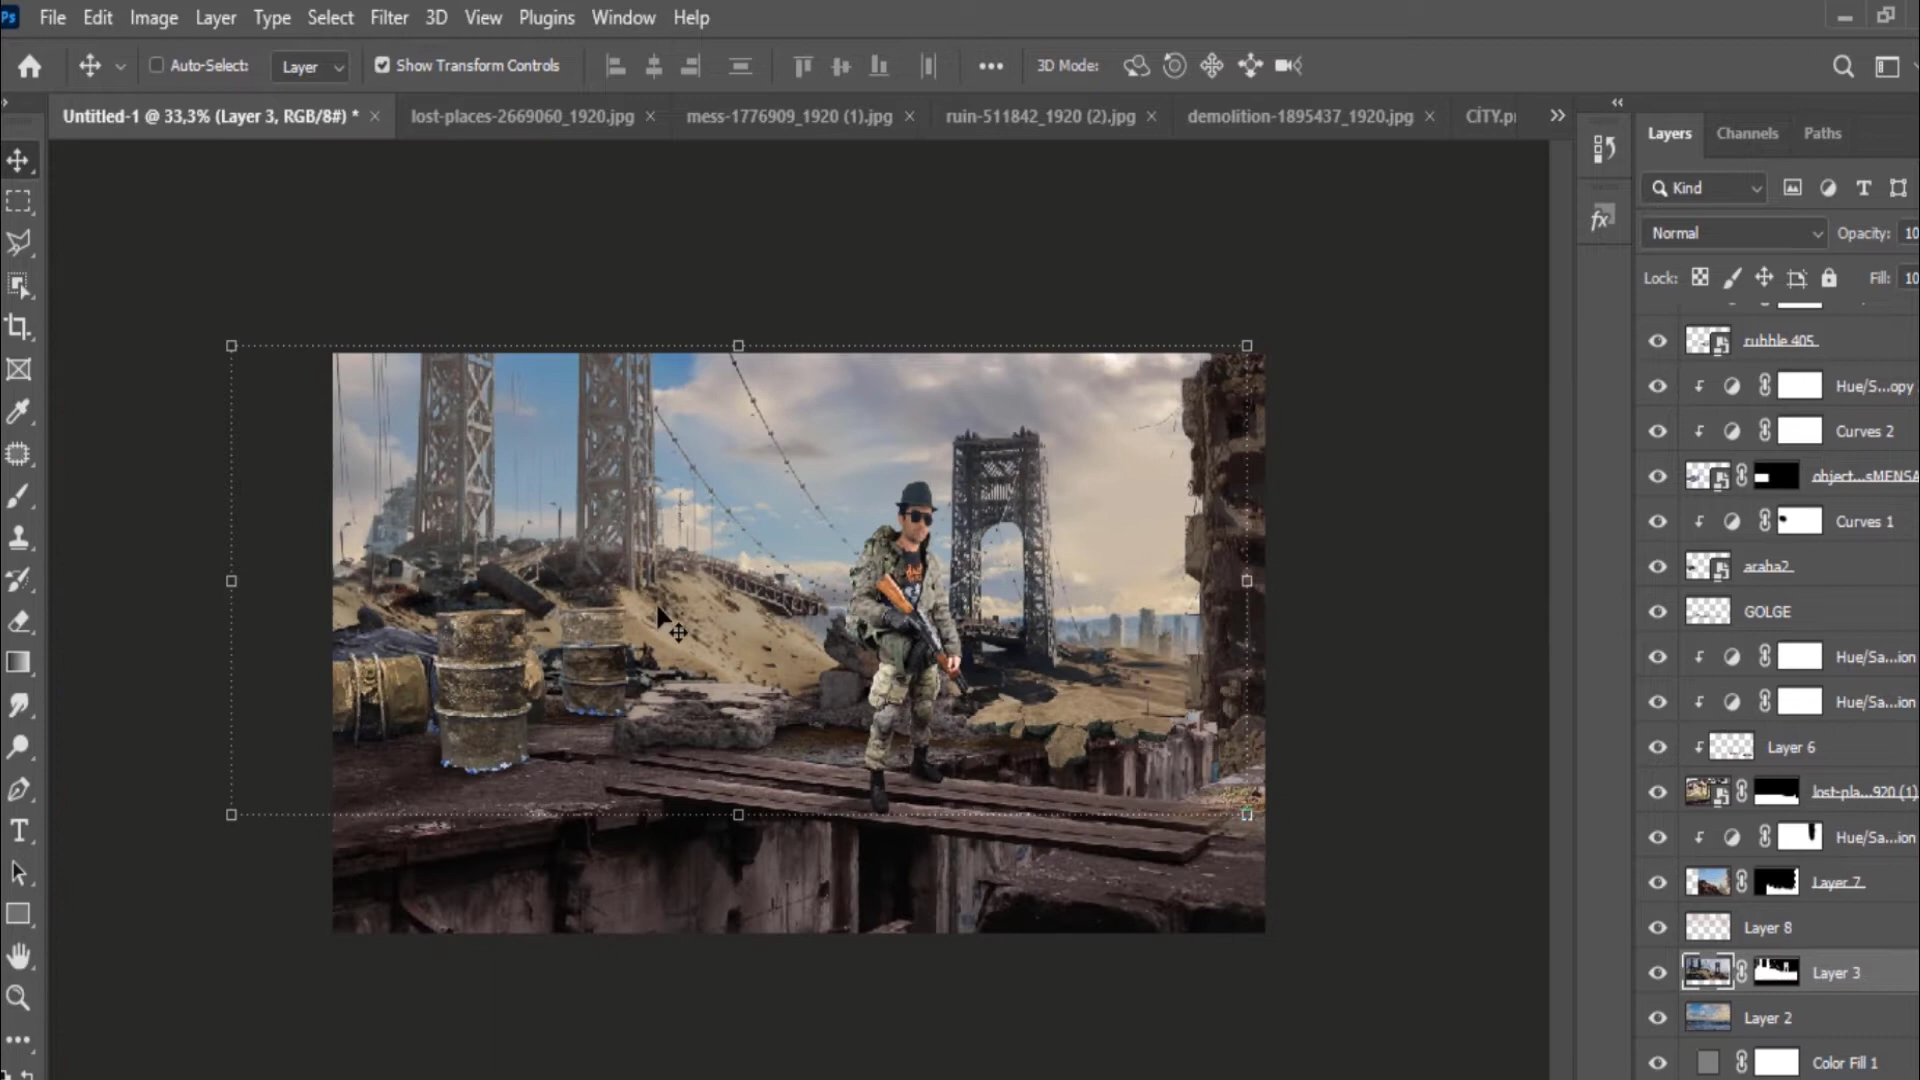 Ps File Edit Image Layer Type Select Filter 3D View Plugins Window Help
Auto-Select: Layer Show Transform Controls 3D Mode:
Untitled-1 @ 33,3% (Layer 3, RGB/8#) * lost-places-2669060_1920.jpg mess-1776909_1920 (1).jpg ruin-511842_1920 (2).jpg demolition-1895437_1920.jpg CİTY.pr
Layers Channels Paths
Kind
Normal Opacity: 10
Lock: Fill: 10
fx
rubble 405
Hue/S...opy
Curves 2
object...sMENSA
Curves 1
araba2
GOLGE
Hue/Sa...ion
Hue/Sa...ion
Layer 6
lost-pla...920 (1)
Hue/Sa...ion
Layer 7
Layer 8
Layer 3
Layer 2
Color Fill 1